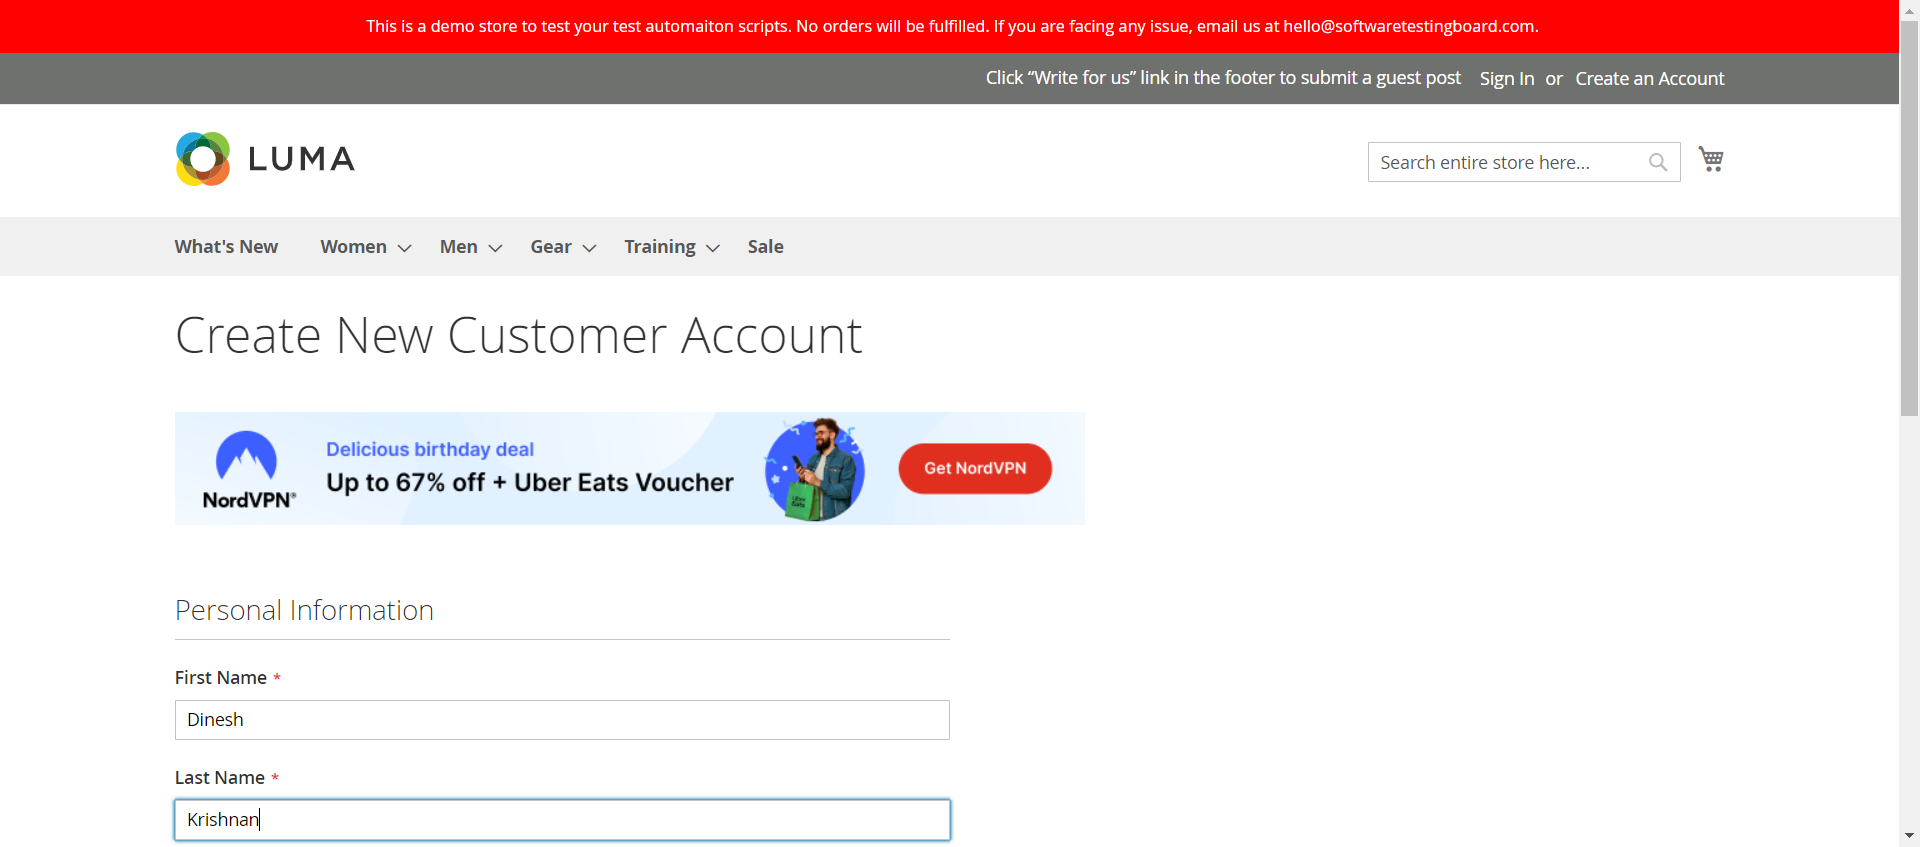 This is a demo store to test your test automaiton scripts. No orders will be fulfilled. If you are facing any issue, email us at hello@softwaretestingboard.com.
Click “Write for us” link in the footer to submit a guest post Sign In or Create an Account
LUMA
Search entire store here...
What's New Women Men Gear Training Sale
Create New Customer Account
NordVPN®
Delicious birthday deal
Up to 67% off + Uber Eats Voucher
Uber Eats
Get NordVPN
Personal Information
First Name *
Dinesh
Last Name *
Krishnan